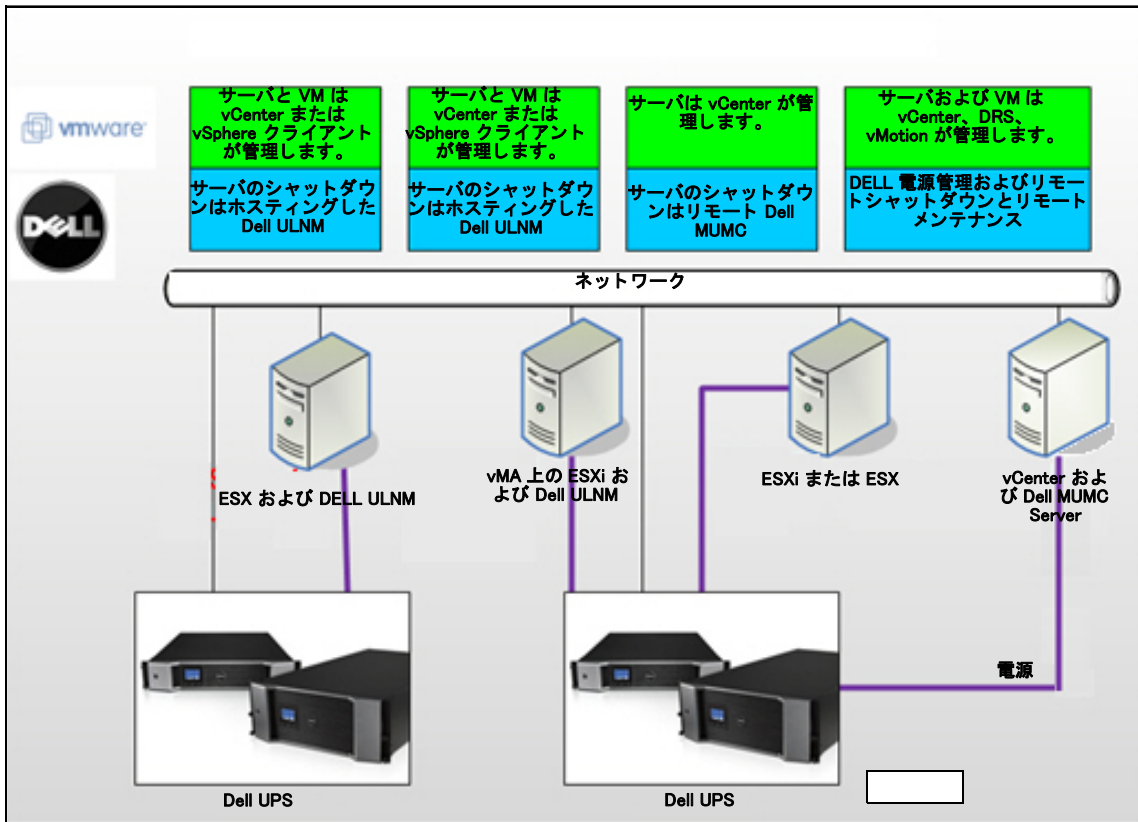 vmware
DELL
サーバと VM は
vCenter または
vSphere クライアント
が管理します。
サーバのシャットダウ
ンはホスティングした
Dell ULNM
サーバと VM は
vCenter または
vSphere クライアント
が管理します。
サーバのシャットダウ
ンはホスティングした
Dell ULNM
サーバは vCenter が管
理します。
サーバのシャットダウ
ンはリモート Dell
MUMC
サーバおよび VM は
vCenter、DRS、
vMotion が管理します。
DELL 電源管理およびリモー
トシャットダウンとリモート
メンテナンス
ネットワーク
ESX および DELL ULNM
vMA 上の ESXi お
よび Dell ULNM
ESXi または ESX
vCenter およ
び Dell MUMC
Server
電源
Dell UPS
Dell UPS